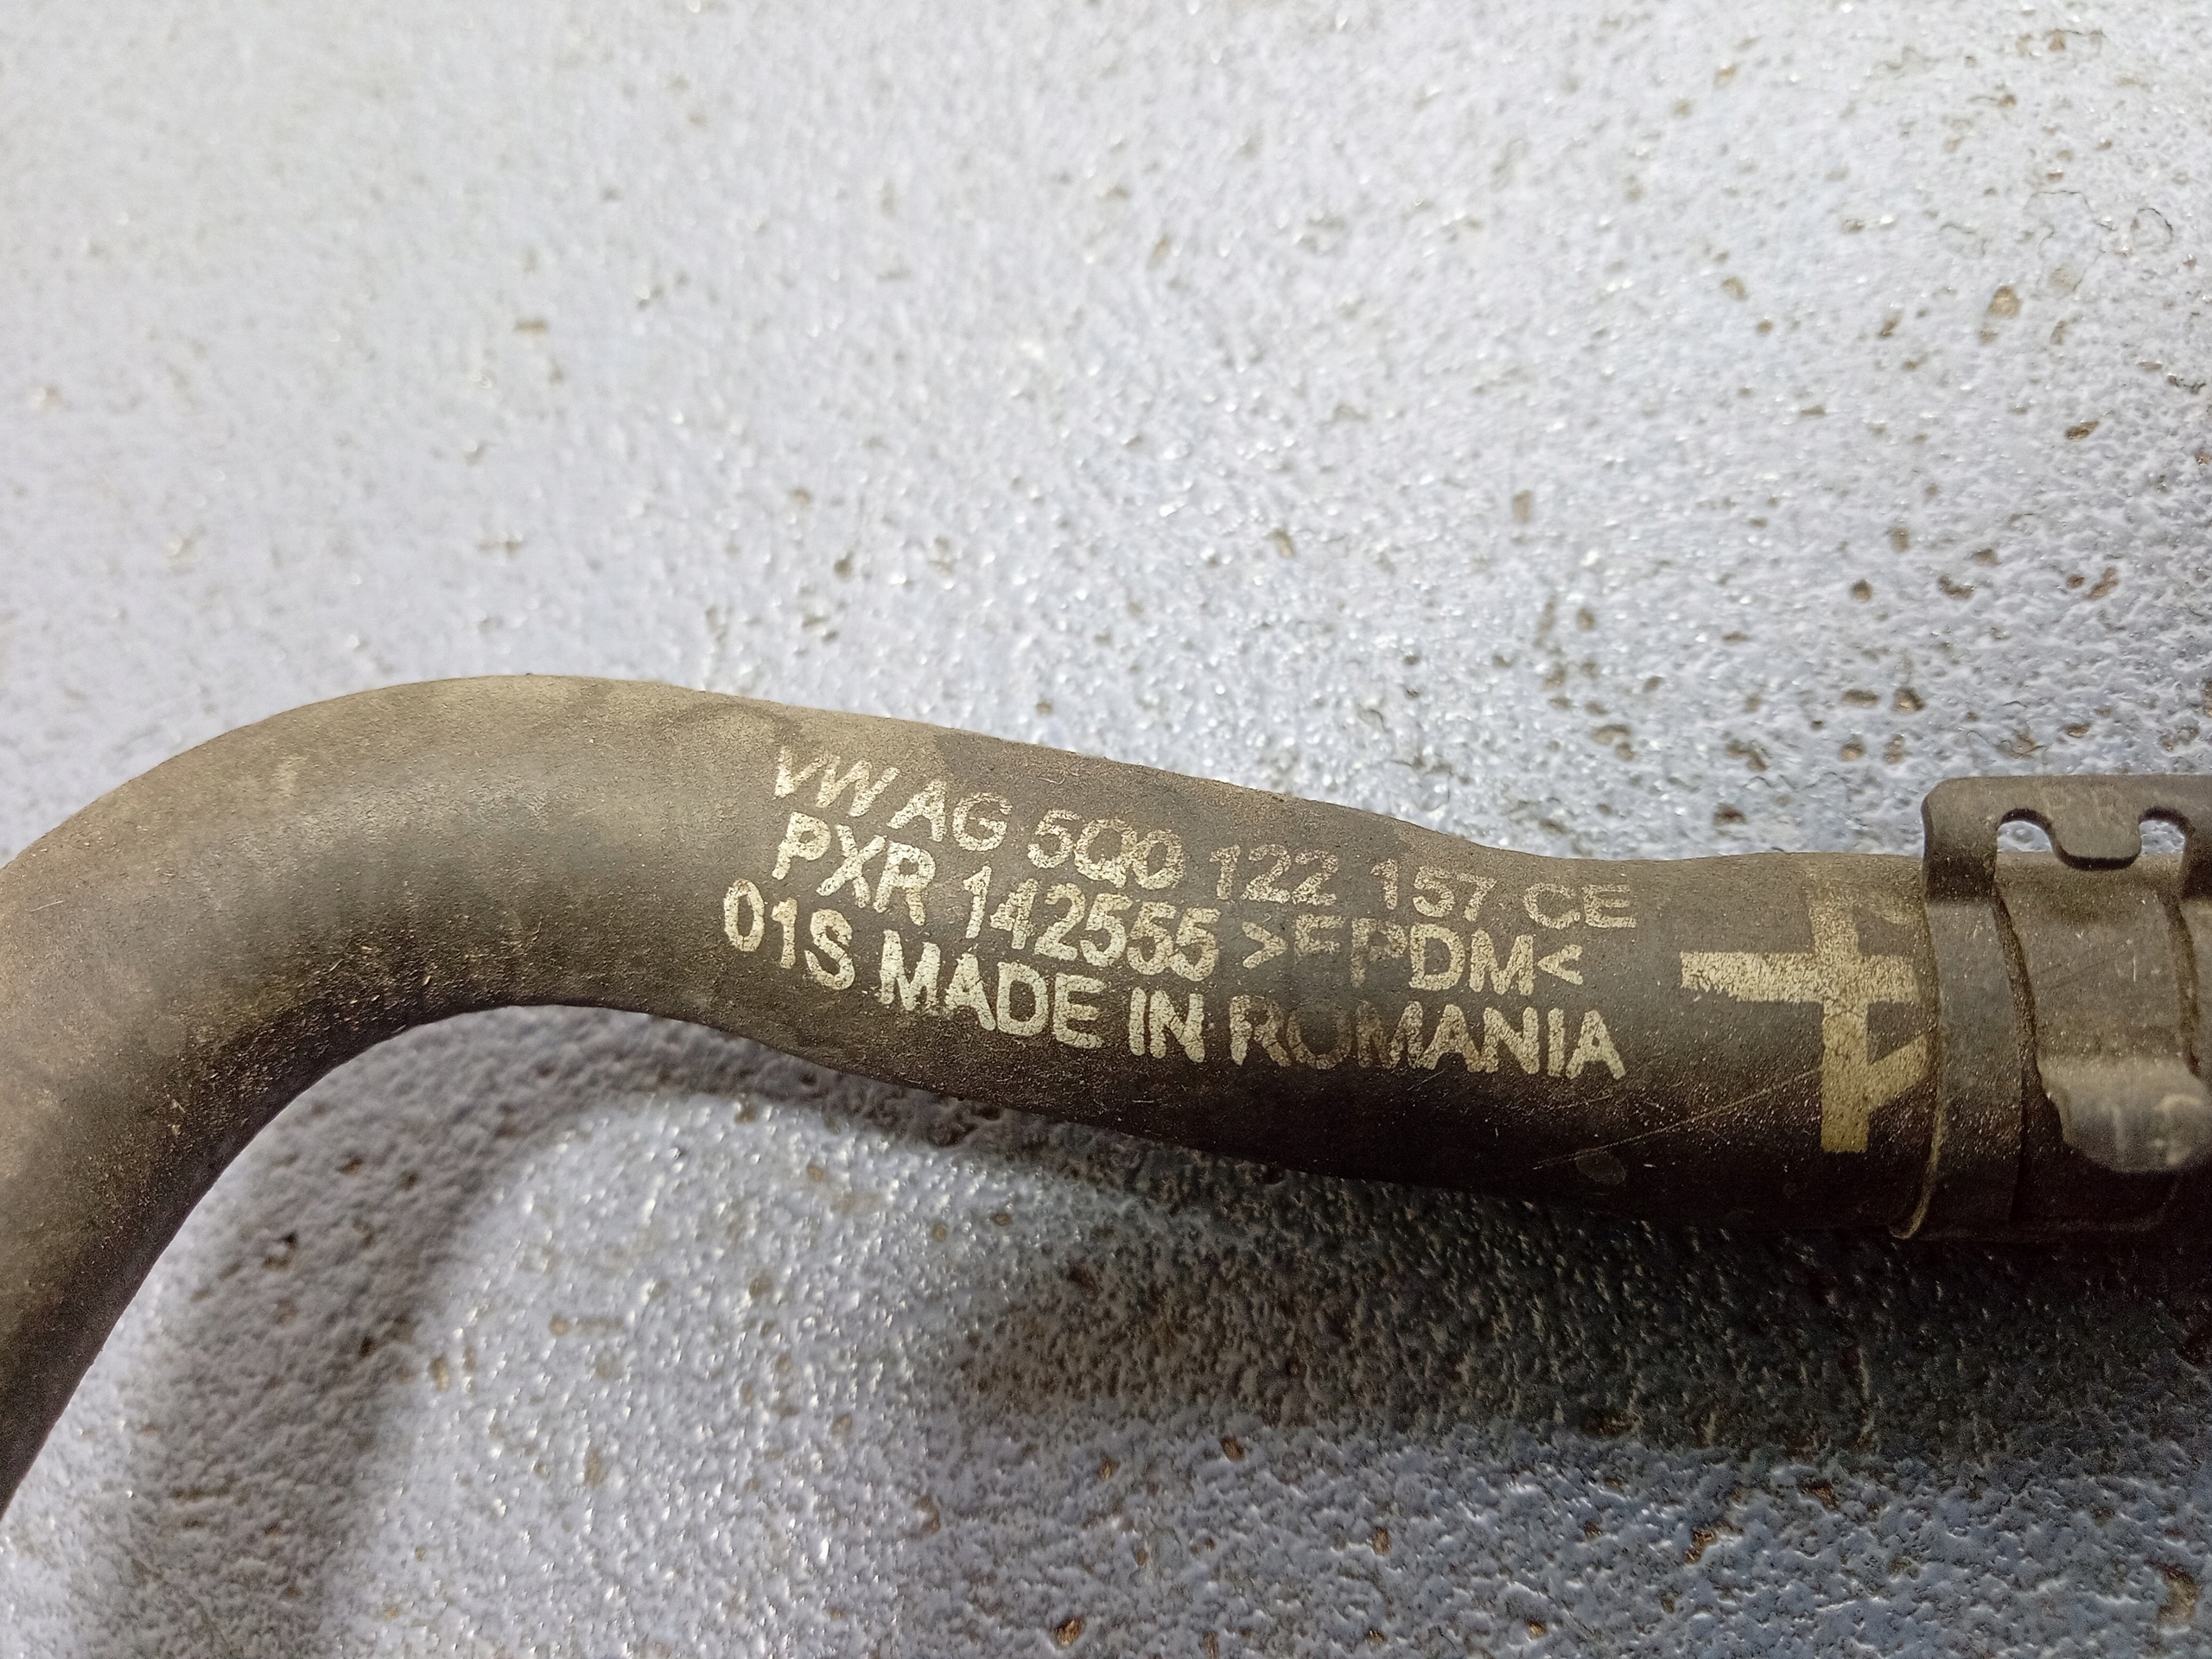 VW AG 5Q0 122 157 CE
PXR 142555 >EPDM<
01S MADE IN ROMANIA